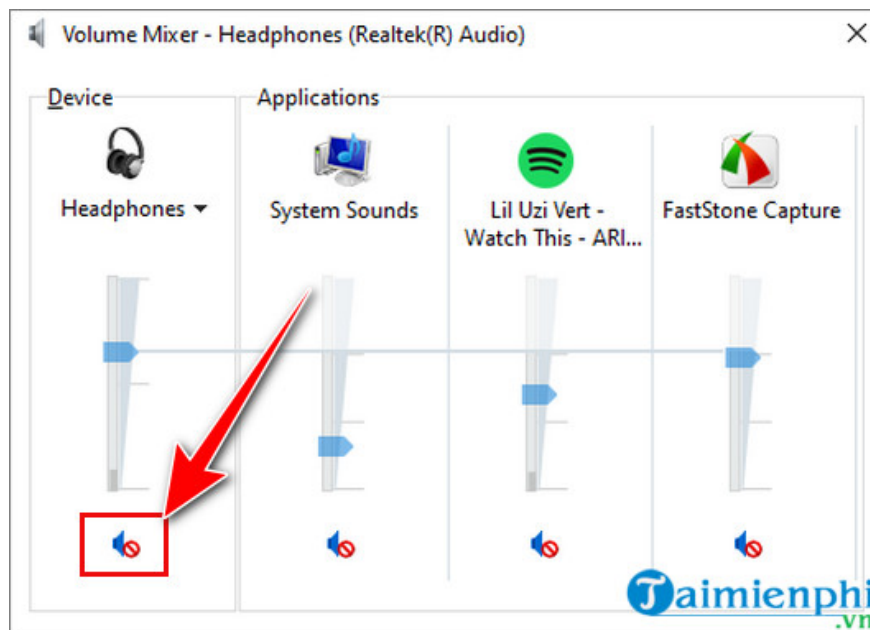 Volume Mixer - Headphones (Realtek(R) Audio)
Device
Applications
Headphones
System Sounds
Lil Uzi Vert -
Watch This - ARI...
FastStone Capture
Taimienphi
.vn